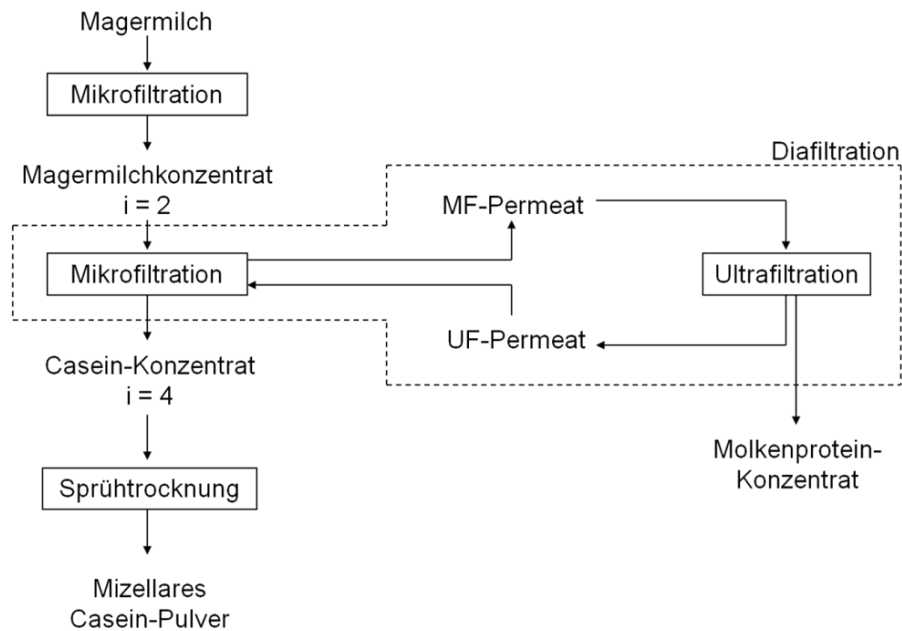 Magermilch
Mikrofiltration
Magermilchkonzentrat
i = 2
Diafiltration
MF-Permeat
Mikrofiltration
Ultrafiltration
UF-Permeat
Casein-Konzentrat
i = 4
Molkenprotein-
Konzentrat
Sprühtrocknung
Mizellares
Casein-Pulver